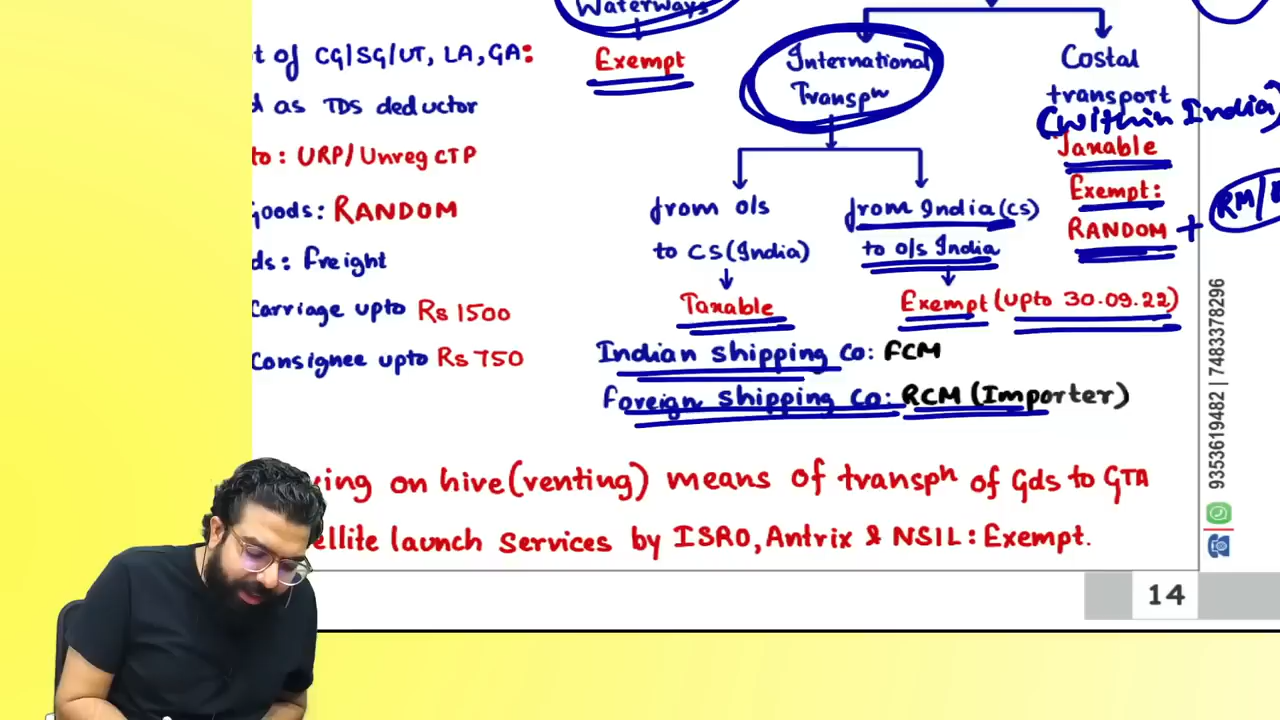 Waterways
t of CG/SG/UT, LA, GA:
d as TDS deductor
to: URP/Unreg CTP
Goods: RANDOM
ds: Freight
Carriage upto Rs 1500
Consignee upto Rs 750
Exempt
International
Transpn
Costal
transport
(Within India)
Taxable
Exempt:
RANDOM +
RM/
from o/s
to CS (India)
Taxable
from India (CS)
to o/s India
Exempt (upto 30.09.22)
Indian shipping Co: FCM
Foreign shipping Co: RCM (Importer)
ving on hive (venting) means of transpn of Gds to GTA
ellite launch services by ISRO, Antrix & NSIL: Exempt.
9353619482 | 7483378296
14